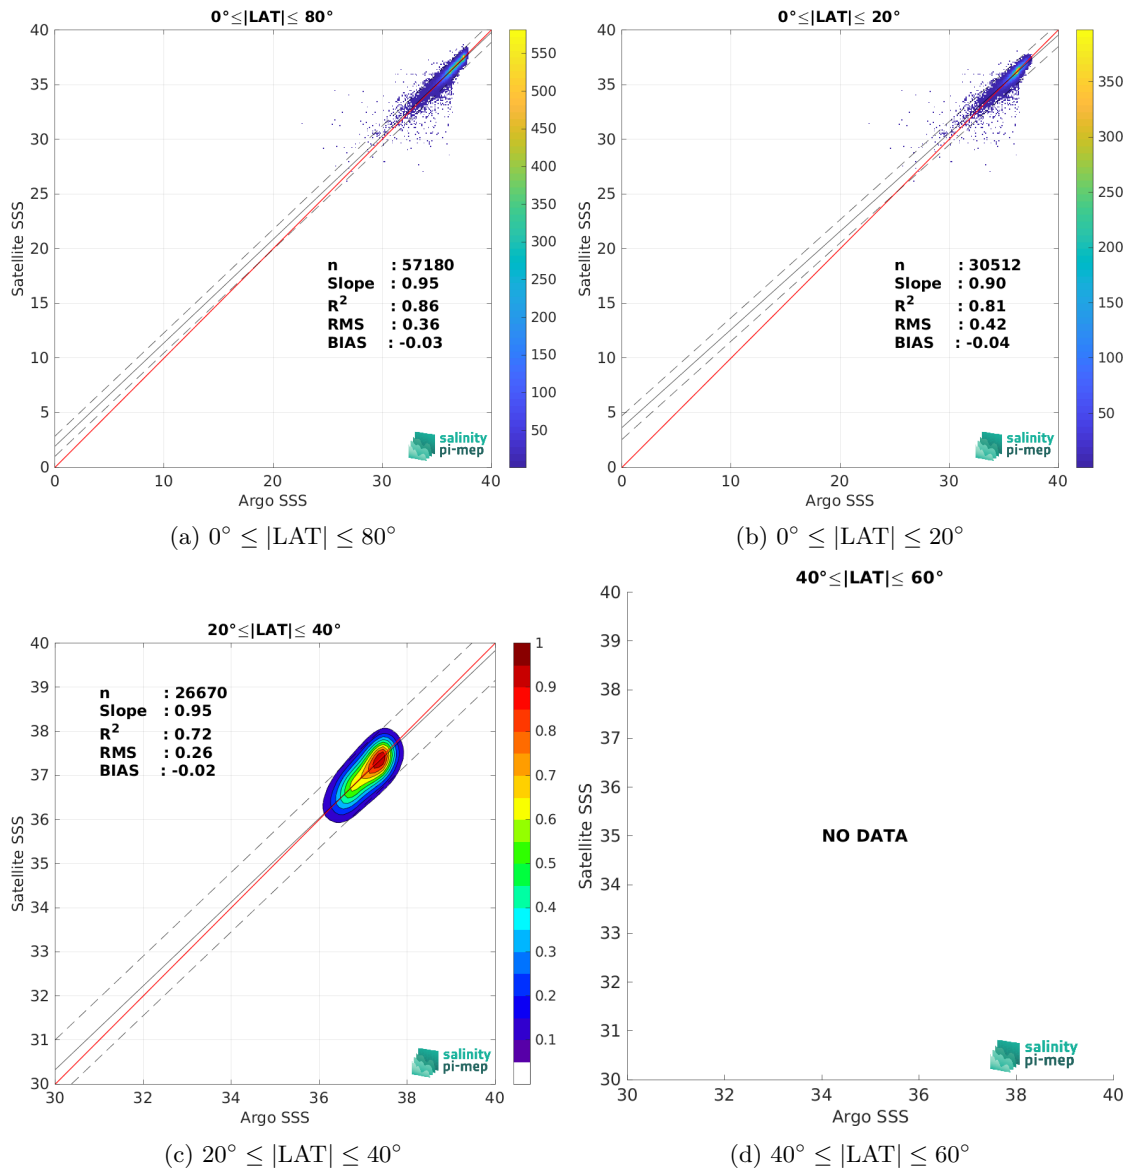 0°≤|LAT|≤ 80°
40
35
30
25
20
15
10
5
0
Satellite SSS
n : 57180
Slope : 0.95
R2 : 0.86
RMS : 0.36
BIAS : -0.03
salinity
pi-mep
0 10 20 30 40
Argo SSS
550
500
450
400
350
300
250
200
150
100
50
(a) 0° ≤ |LAT| ≤ 80°
0°≤|LAT|≤ 20°
40
35
30
25
20
15
10
5
0
Satellite SSS
n : 30512
Slope : 0.90
R2 : 0.81
RMS : 0.42
BIAS : -0.04
salinity
pi-mep
0 10 20 30 40
Argo SSS
350
300
250
200
150
100
50
(b) 0° ≤ |LAT| ≤ 20°
20°≤|LAT|≤ 40°
40
39
38
37
36
35
34
33
32
31
30
Satellite SSS
n : 26670
Slope : 0.95
R2 : 0.72
RMS : 0.26
BIAS : -0.02
salinity
pi-mep
30 32 34 36 38 40
Argo SSS
1
0.9
0.8
0.7
0.6
0.5
0.4
0.3
0.2
0.1
(c) 20° ≤ |LAT| ≤ 40°
40°≤|LAT|≤ 60°
40
39
38
37
36
35
34
33
32
31
30
Satellite SSS
NO DATA
salinity
pi-mep
30 32 34 36 38 40
Argo SSS
(d) 40° ≤ |LAT| ≤ 60°